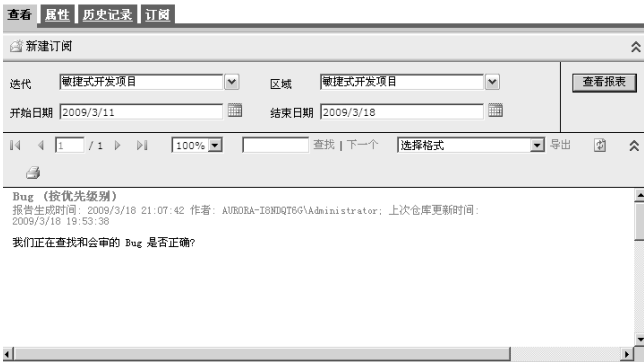 查看 属性 历史记录 订阅
新建订阅
迭代 敏捷式开发项目 区域 敏捷式开发项目 查看报表
开始日期 2009/3/11 结束日期 2009/3/18
1 / 1 100% 查找 | 下一个 选择格式 导出
Bug (按优先级别)
报告生成时间: 2009/3/18 21:07:42 作者: AURORA-I8NDQT6G\Administrator; 上次仓库更新时间:
2009/3/18 19:53:38
我们正在查找和会审的 Bug 是否正确?